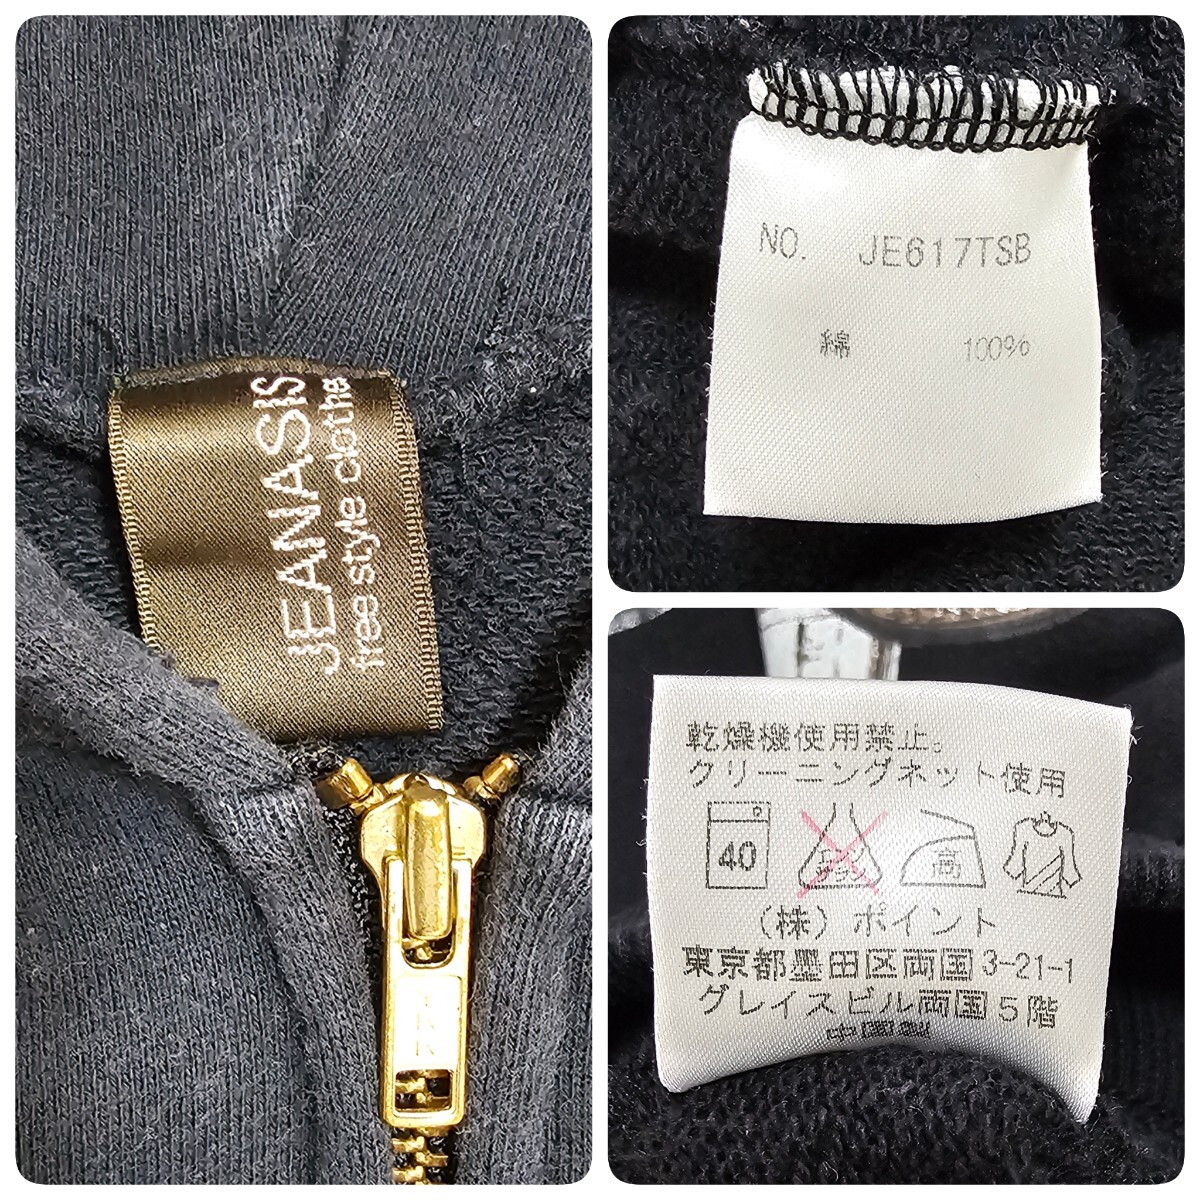 JEANASIS
free style clothes
NO. JE617TSB
綿 100%
乾燥機使用禁止。
クリーニングネット使用
40 高
(株)ポイント
東京都墨田区両国3-21-1
グレイスビル両国5階
中国製